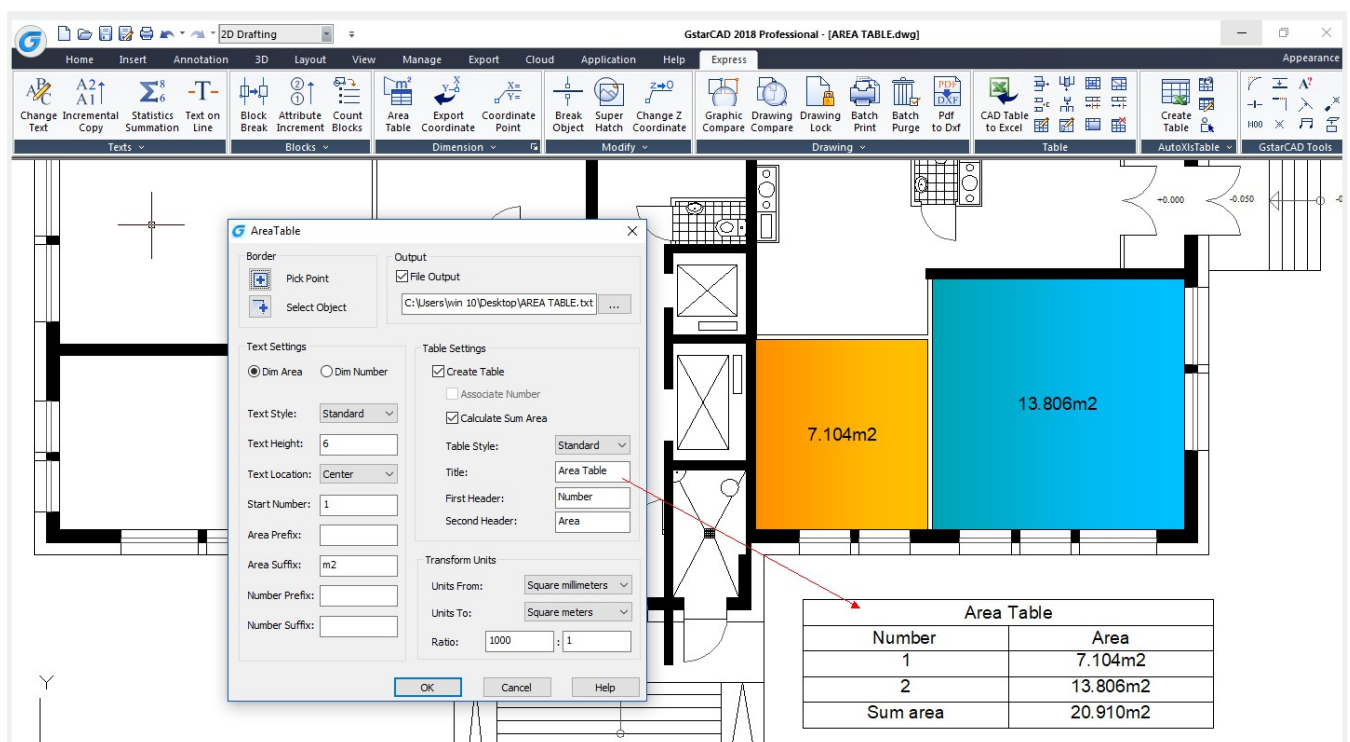 2D Drafting
GstarCAD 2018 Professional - [AREA TABLE.dwg]
Home Insert Annotation 3D Layout View Manage Export Cloud Application Help Express Appearance
Change Text
Incremental Copy
Statistics Summation
Text on Line
Block Break
Attribute Increment
Count Blocks
Area Table
Export Coordinate
Coordinate Point
Break Object
Super Hatch
Change Z Coordinate
Graphic Compare
Drawing Compare
Drawing Lock
Batch Print
Batch Purge
Pdf to Dxf
CAD Table to Excel
Create Table
Texts Blocks Dimension Modify Drawing Table AutoXlsTable GstarCAD Tools
+0.000
-0.050
AreaTable
Border
Pick Point
Select Object
Output
File Output
C:\Users\win 10\Desktop\AREA TABLE.txt ...
Text Settings
Dim Area Dim Number
Text Style: Standard
Text Height: 6
Text Location: Center
Start Number: 1
Area Prefix:
Area Suffix: m2
Number Prefix:
Number Suffix:
Table Settings
Create Table
Associate Number
Calculate Sum Area
Table Style: Standard
Title: Area Table
First Header: Number
Second Header: Area
Transform Units
Units From: Square millimeters
Units To: Square meters
Ratio: 1000 : 1
OK Cancel Help
7.104m2
13.806m2
Area Table
Number Area
1 7.104m2
2 13.806m2
Sum area 20.910m2
Y